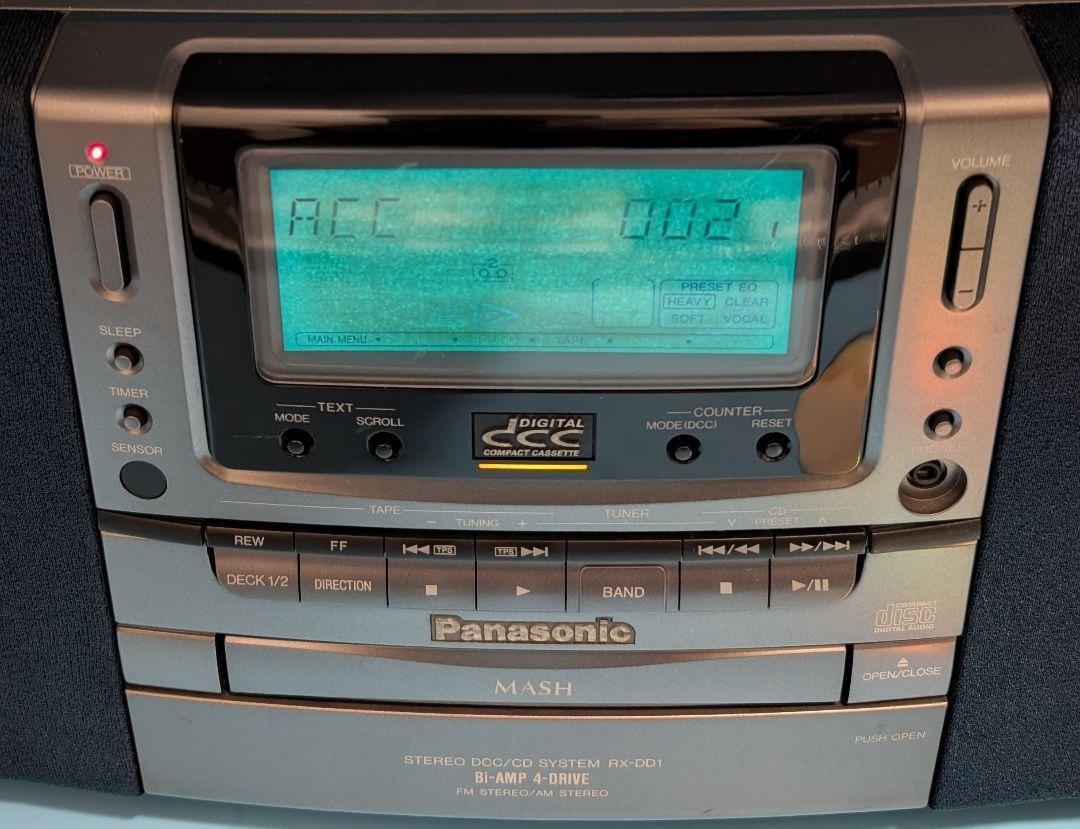 POWER
VOLUME
ACC 0021
2
PRESET EQ
HEAVY CLEAR
SOFT VOCAL
MAIN MENU
TAPE
+
−
SLEEP
TIMER
SENSOR
TEXT
MODE
SCROLL
DIGITAL
dcc
COMPACT CASSETTE
COUNTER
MODE(DCC)
RESET
PHONES
TAPE
TUNER
CD
− TUNING +
∨ PRESET ∧
REW
FF
⏮ TPS
TPS ⏭
⏮/◀◀
▶▶/⏭
DECK 1/2
DIRECTION
■
▶
BAND
■
▶/❚❚
Panasonic
COMPACT
disc
DIGITAL AUDIO
MASH
OPEN/CLOSE
PUSH OPEN
STEREO DCC/CD SYSTEM RX-DD1
Bi-AMP 4-DRIVE
FM STEREO/AM STEREO